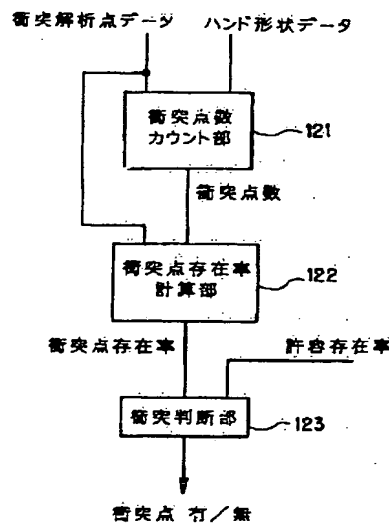 衝突解析点データ
ハンド形状データ
衝突点数
カウント部
121
衝突点数
衝突点存在率
計算部
122
衝突点存在率
許容存在率
衝突判断部
123
衝突点 有/無